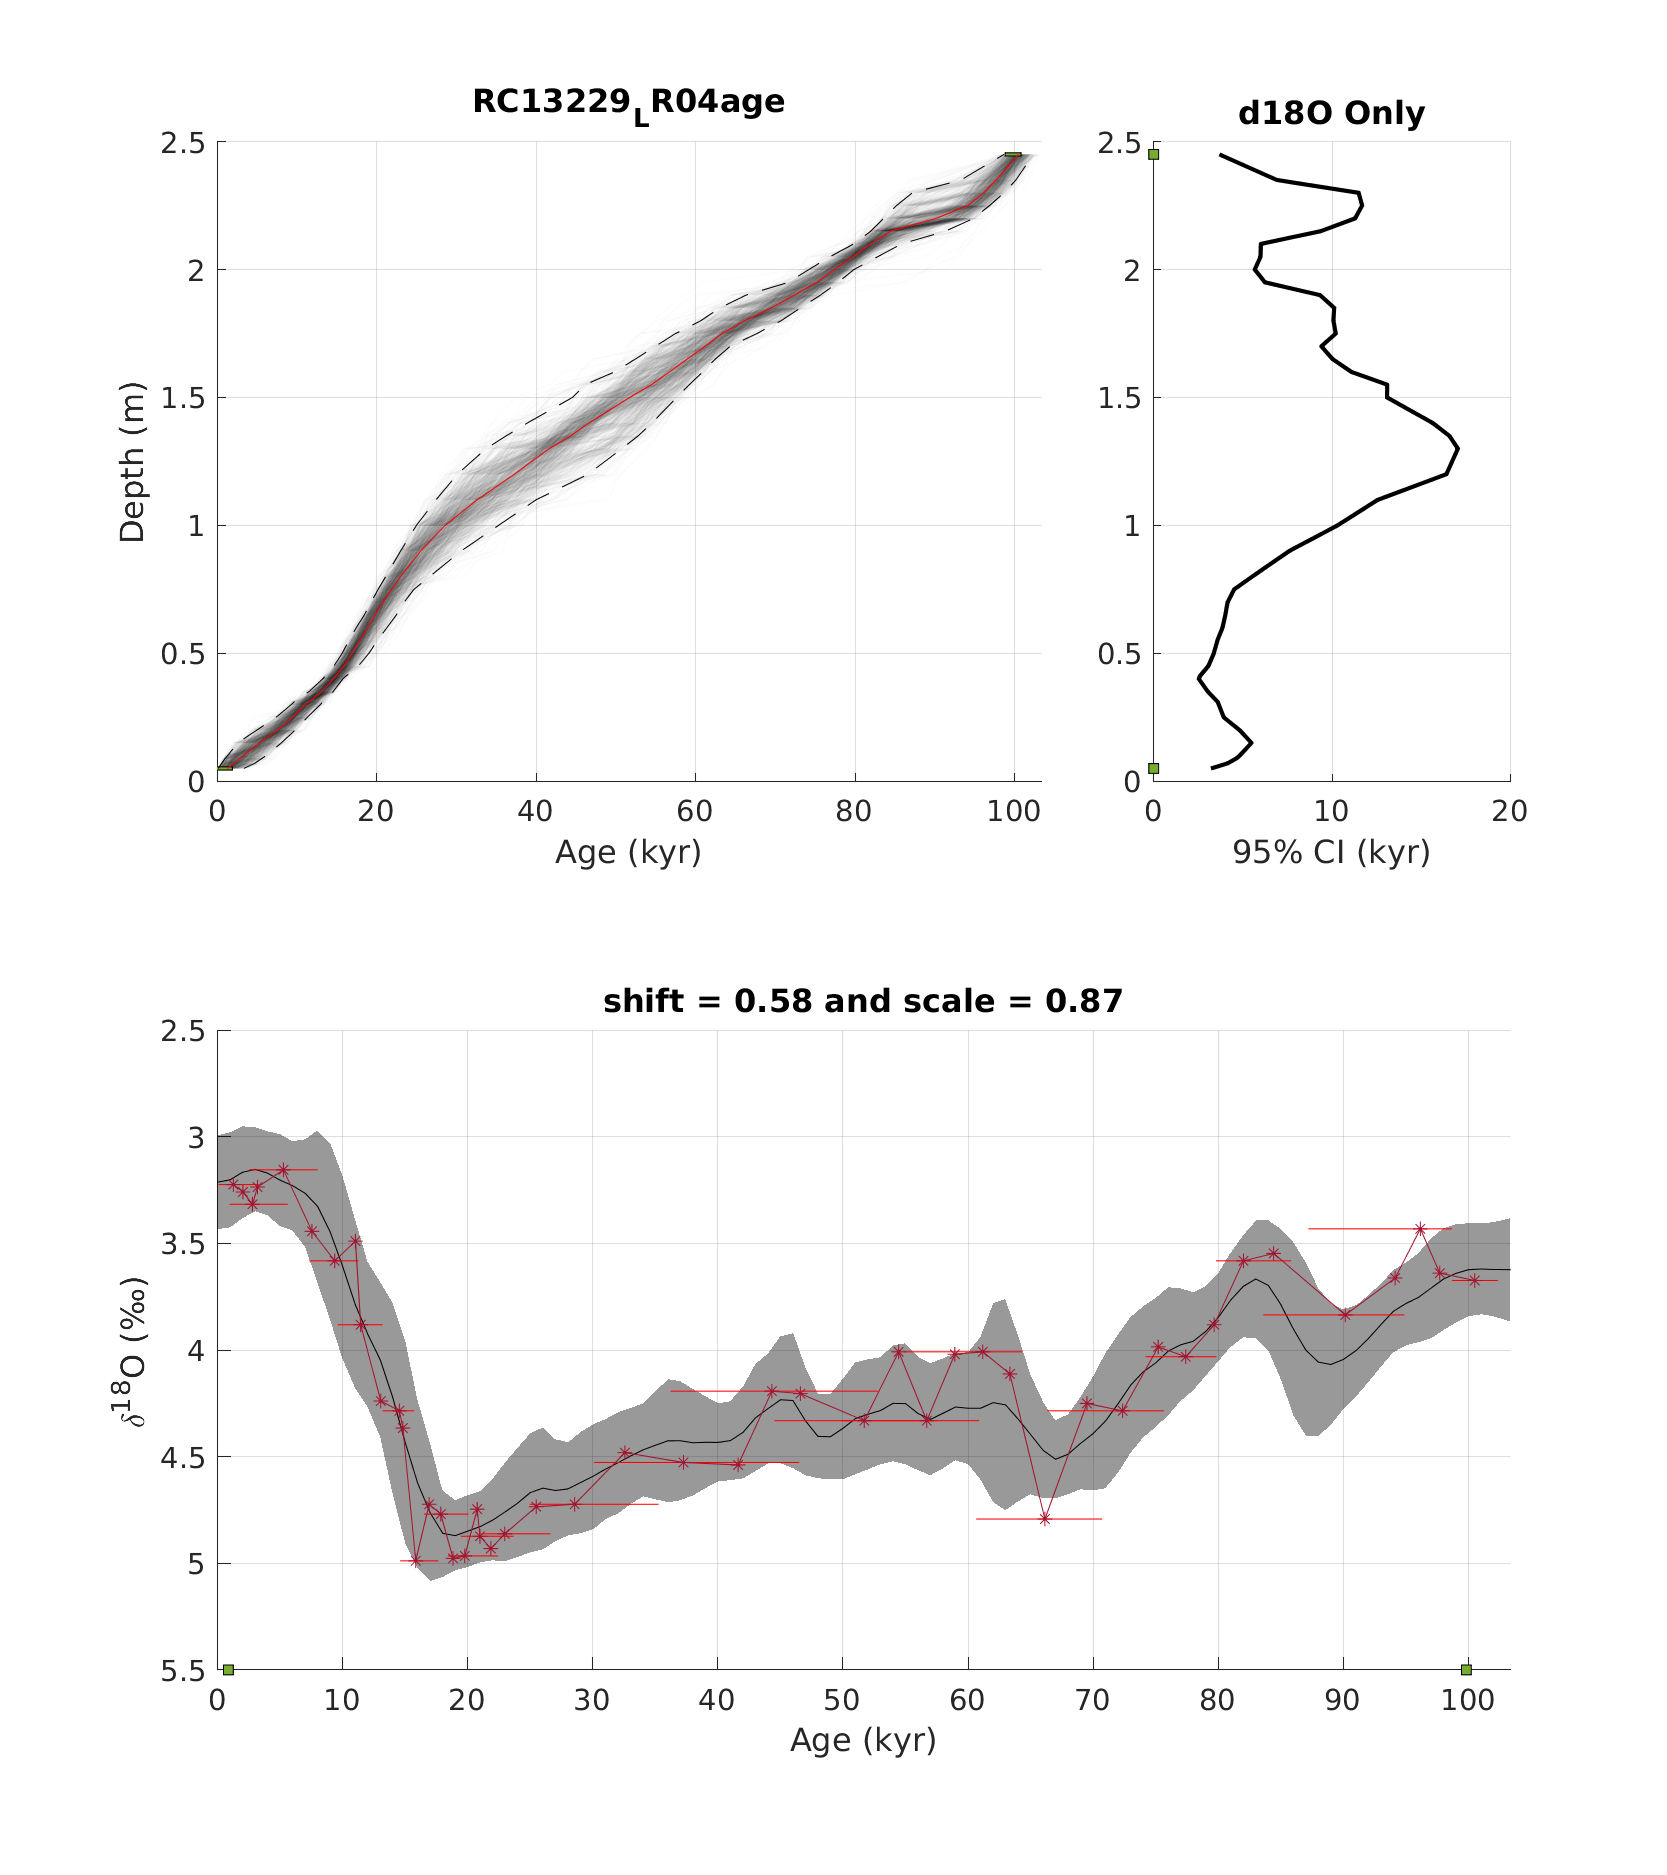 RC13229_LR04age
d18O Only
2.5
2
1.5
1
0.5
0
Depth (m)
0 20 40 60 80 100
Age (kyr)
2.5
2
1.5
1
0.5
0
0 10 20
95% CI (kyr)
shift = 0.58 and scale = 0.87
2.5
3
3.5
4
4.5
5
5.5
δ¹⁸O (‰)
0 10 20 30 40 50 60 70 80 90 100
Age (kyr)